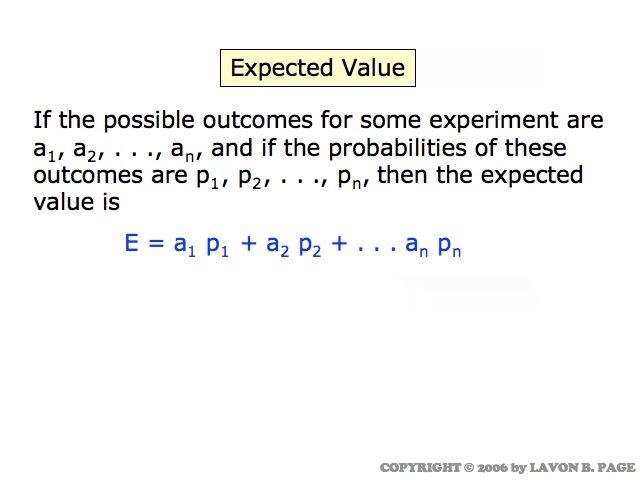 Expected Value
If the possible outcomes for some experiment are
a₁, a₂, . . ., aₙ, and if the probabilities of these
outcomes are p₁, p₂, . . ., pₙ, then the expected
value is
E = a₁ p₁ + a₂ p₂ + . . . aₙ pₙ
COPYRIGHT © 2006 by LAVON B. PAGE